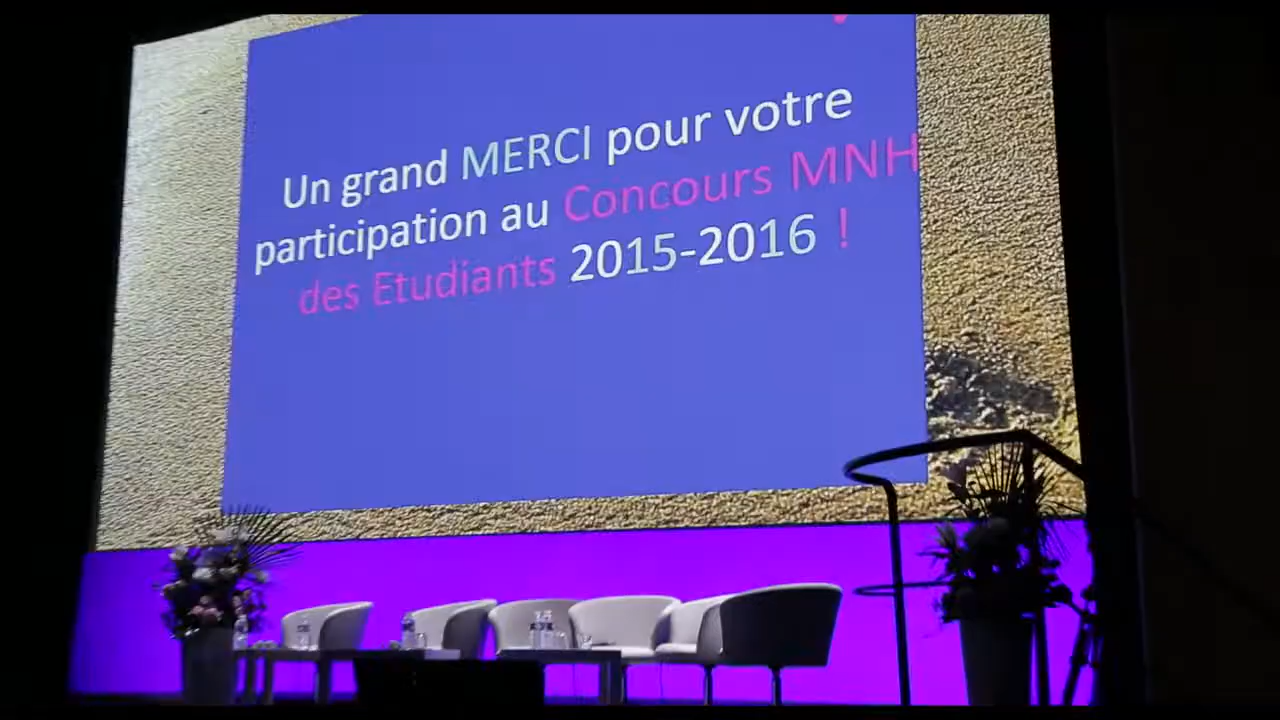 Un grand MERCI pour votre
participation au Concours MNH
des Etudiants 2015-2016 !